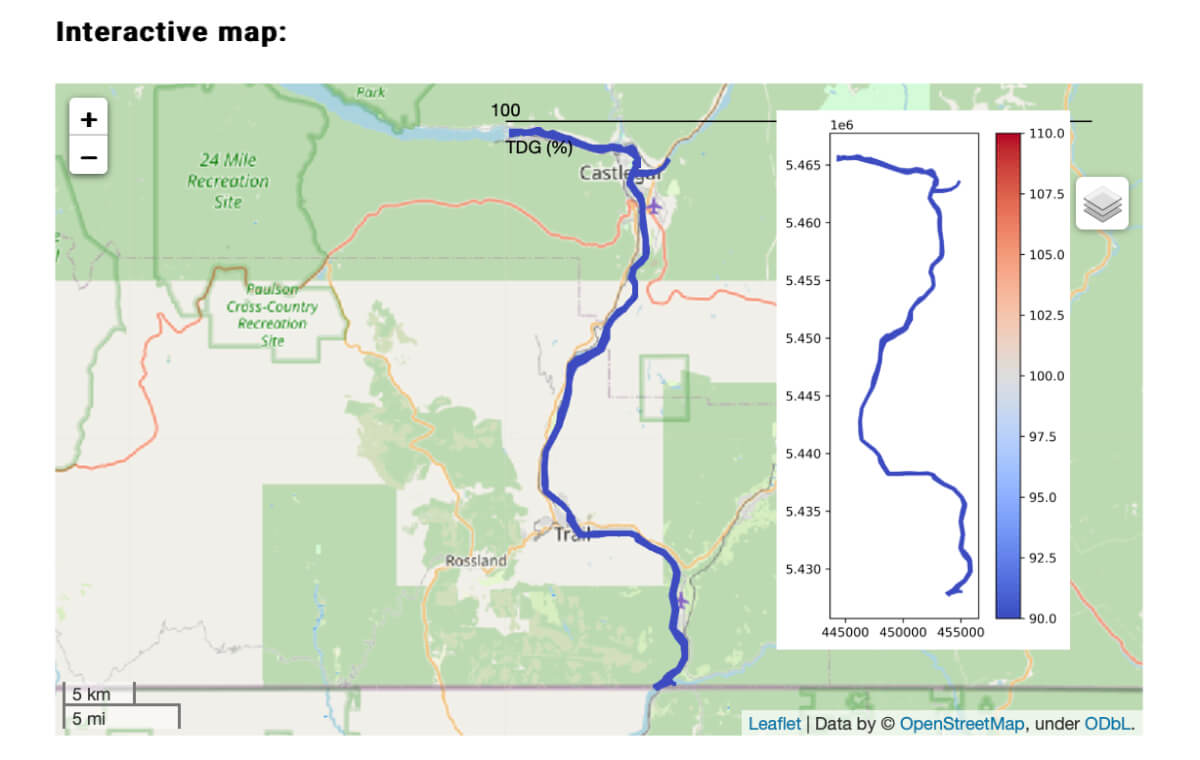 Interactive map:
+
−
Park
24 Mile
Recreation
Site
100
TDG (%)
Castlegar
Paulson
Cross-Country
Recreation
Site
Trail
Rossland
1e6
5.465
5.460
5.455
5.450
5.445
5.440
5.435
5.430
445000 450000 455000
110.0
107.5
105.0
102.5
100.0
97.5
95.0
92.5
90.0
5 km
5 mi
Leaflet | Data by © OpenStreetMap, under ODbL.